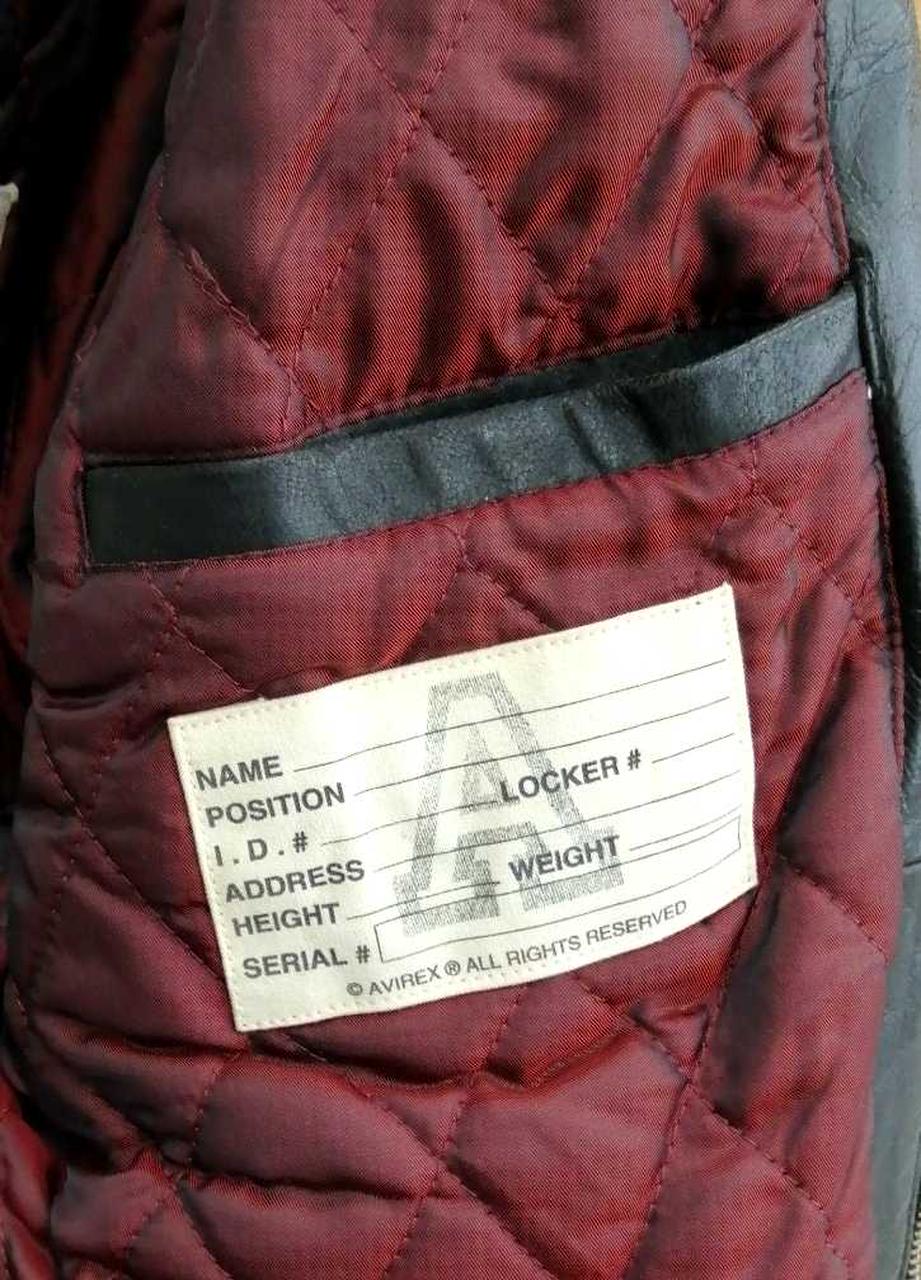 NAME
POSITION LOCKER #
I.D.#
ADDRESS
HEIGHT WEIGHT
SERIAL #
© AVIREX ® ALL RIGHTS RESERVED
A